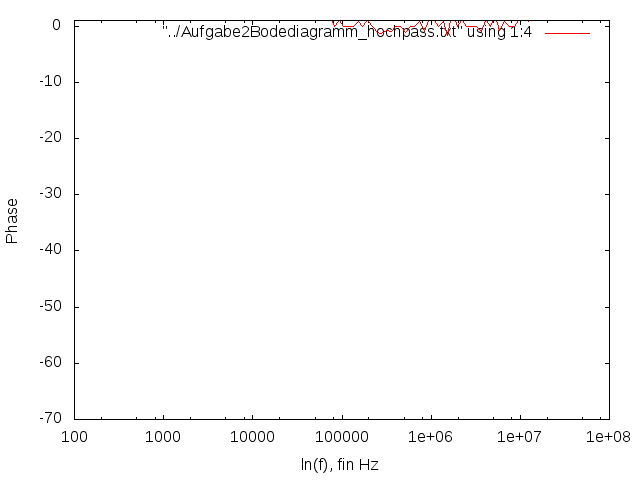 "../Aufgabe2Bodediagramm_hochpass.txt" using 1:4
0
-10
-20
-30
-40
-50
-60
-70
Phase
100 1000 10000 100000 1e+06 1e+07 1e+08
ln(f), fin Hz